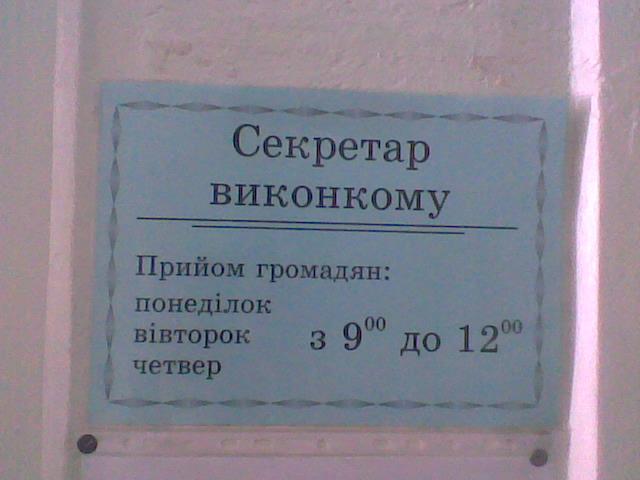 Секретар
виконкому
Прийом громадян:
понеділок
вівторок з 9⁰⁰ до 12⁰⁰
четвер